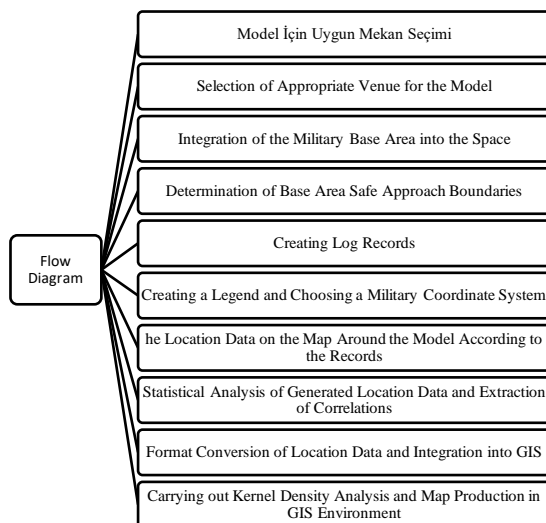 Model İçin Uygun Mekan Seçimi
Selection of Appropriate Venue for the Model
Integration of the Military Base Area into the Space
Determination of Base Area Safe Approach Boundaries
Flow
Diagram
Creating Log Records
Creating a Legend and Choosing a Military Coordinate System
he Location Data on the Map Around the Model According to
the Records
Statistical Analysis of Generated Location Data and Extraction
of Correlations
Format Conversion of Location Data and Integration into GIS
Carrying out Kernel Density Analysis and Map Production in
GIS Environment